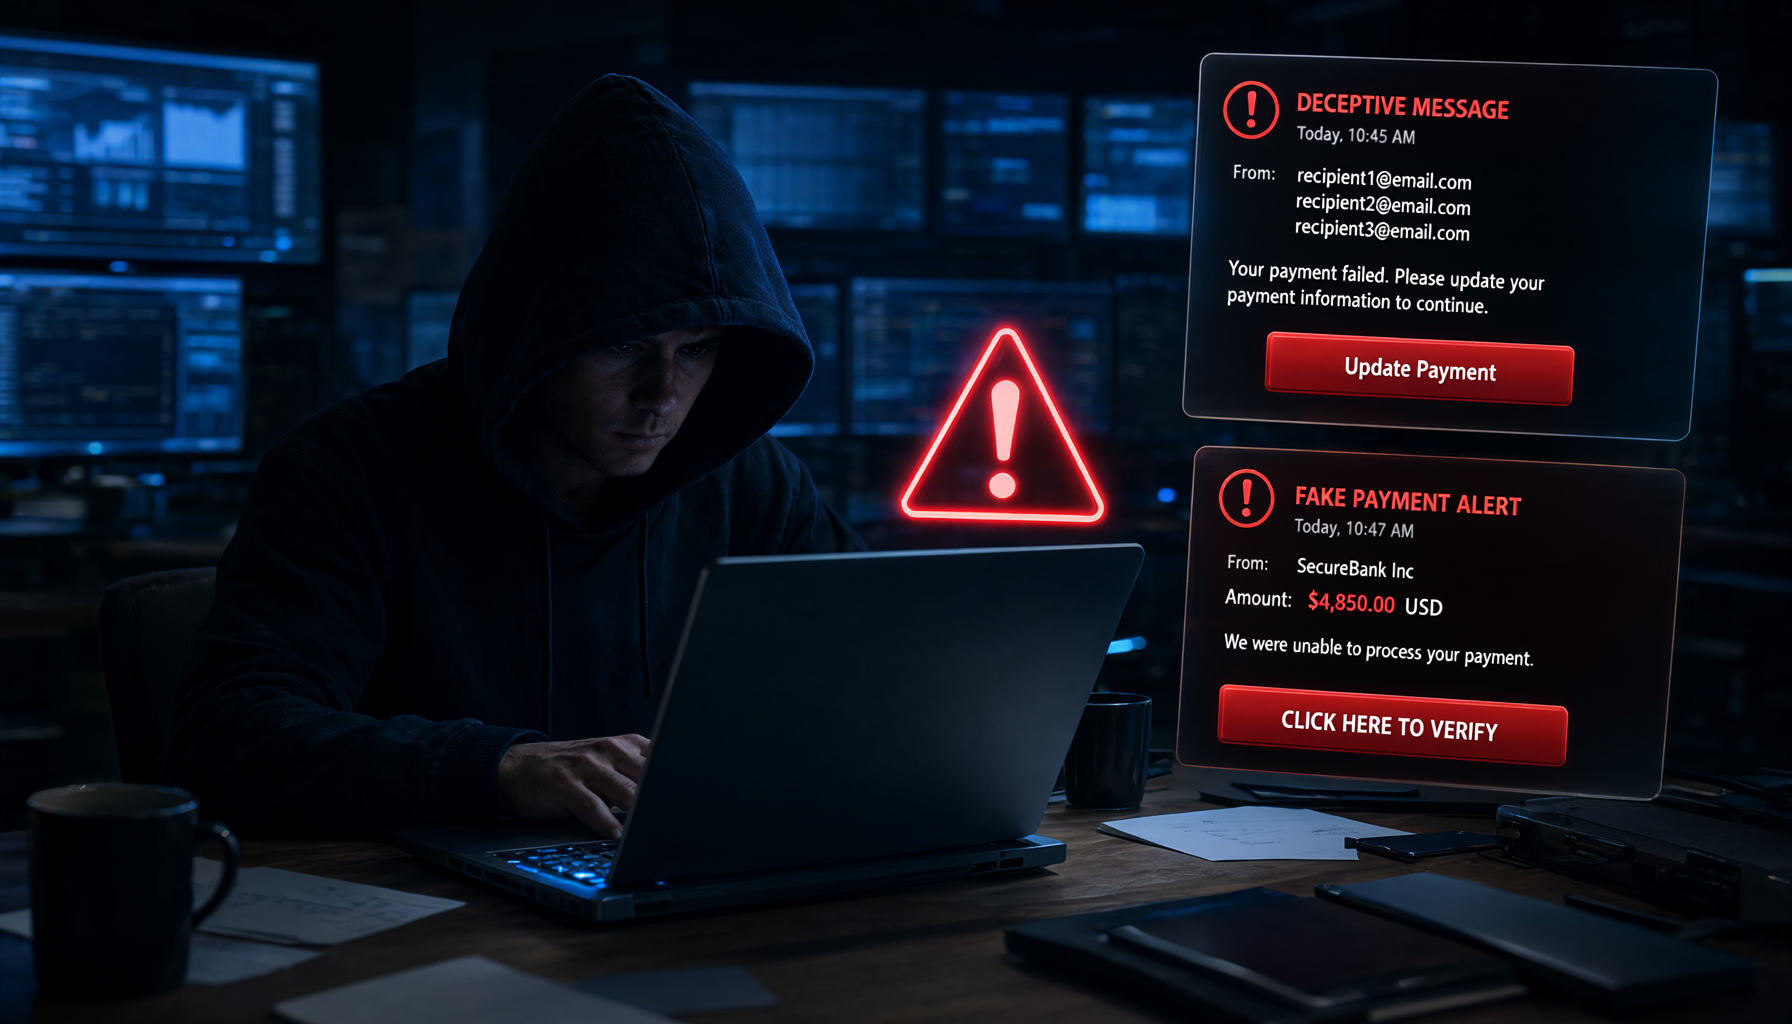 DECEPTIVE MESSAGE
Today, 10:45 AM
From: recipient1@email.com
recipient2@email.com
recipient3@email.com
Your payment failed. Please update your
payment information to continue.
Update Payment
FAKE PAYMENT ALERT
Today, 10:47 AM
From: SecureBank Inc
Amount: $4,850.00 USD
We were unable to process your payment.
CLICK HERE TO VERIFY